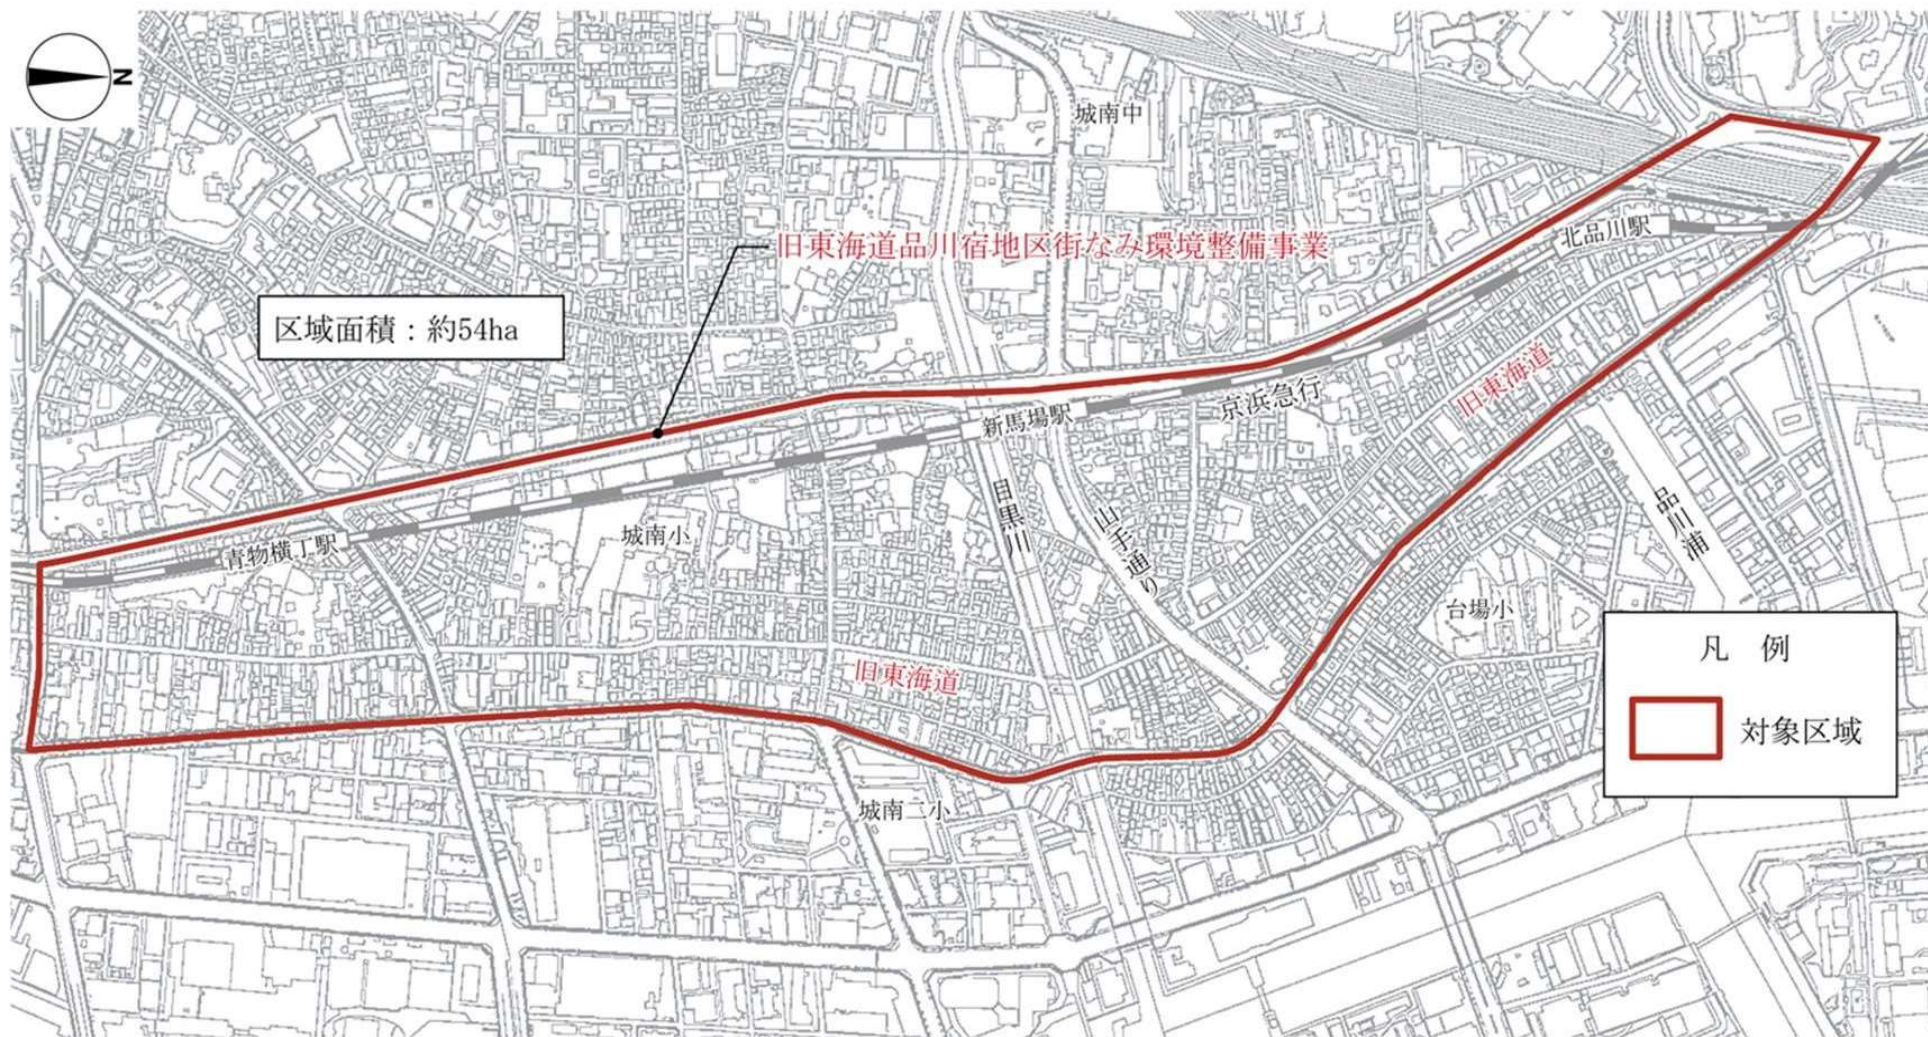 N
城南中
旧東海道品川宿地区街なみ環境整備事業
北品川駅
区域面積：約54ha
旧東海道
京浜急行
新馬場駅
品川浦
目黒川
山手通り
城南小
青物横丁駅
台場小
旧東海道
城南二小
凡 例
対象区域